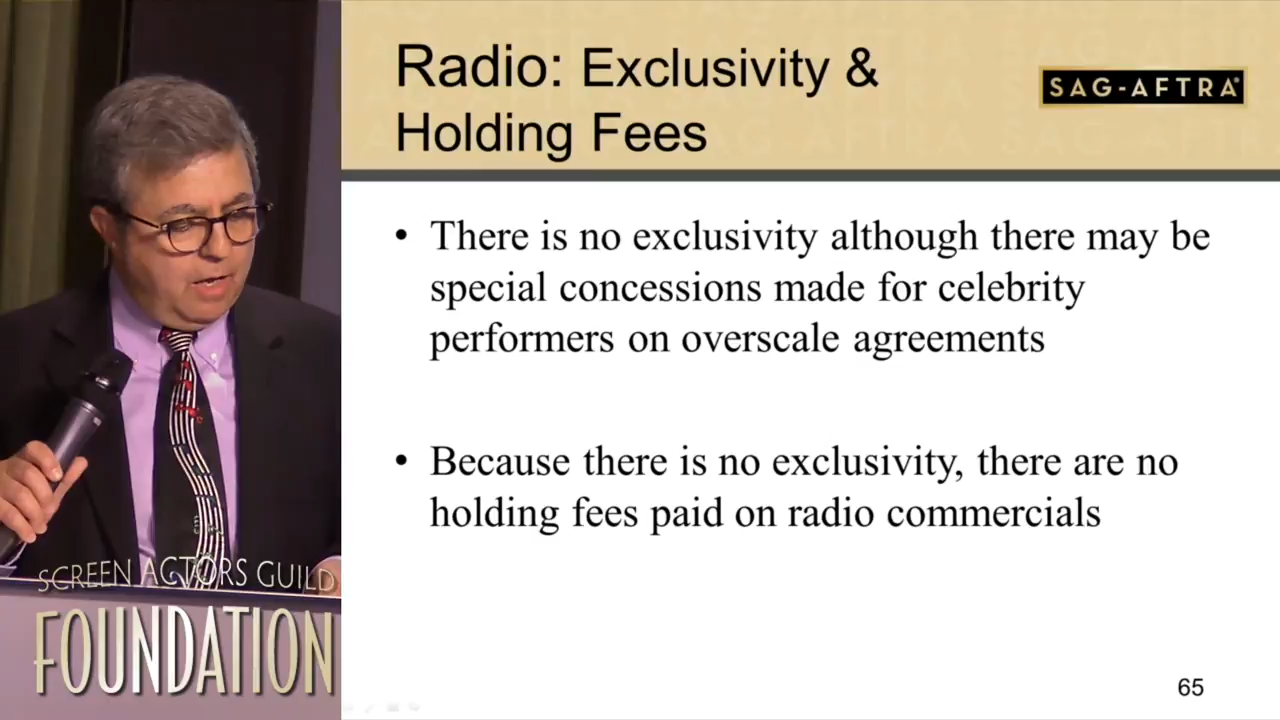 Radio: Exclusivity &
Holding Fees
SAG-AFTRA
• There is no exclusivity although there may be
special concessions made for celebrity
performers on overscale agreements
• Because there is no exclusivity, there are no
holding fees paid on radio commercials
65
SCREEN ACTORS GUILD
FOUNDATION